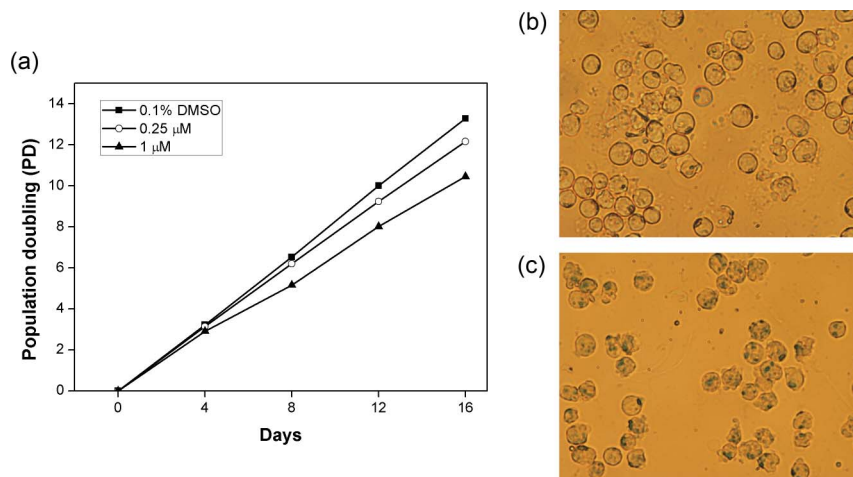 (a)
0.1% DMSO
0.25 μM
1 μM
Population doubling (PD)
14
12
10
8
6
4
2
0
0 4 8 12 16
Days
(b)
(c)